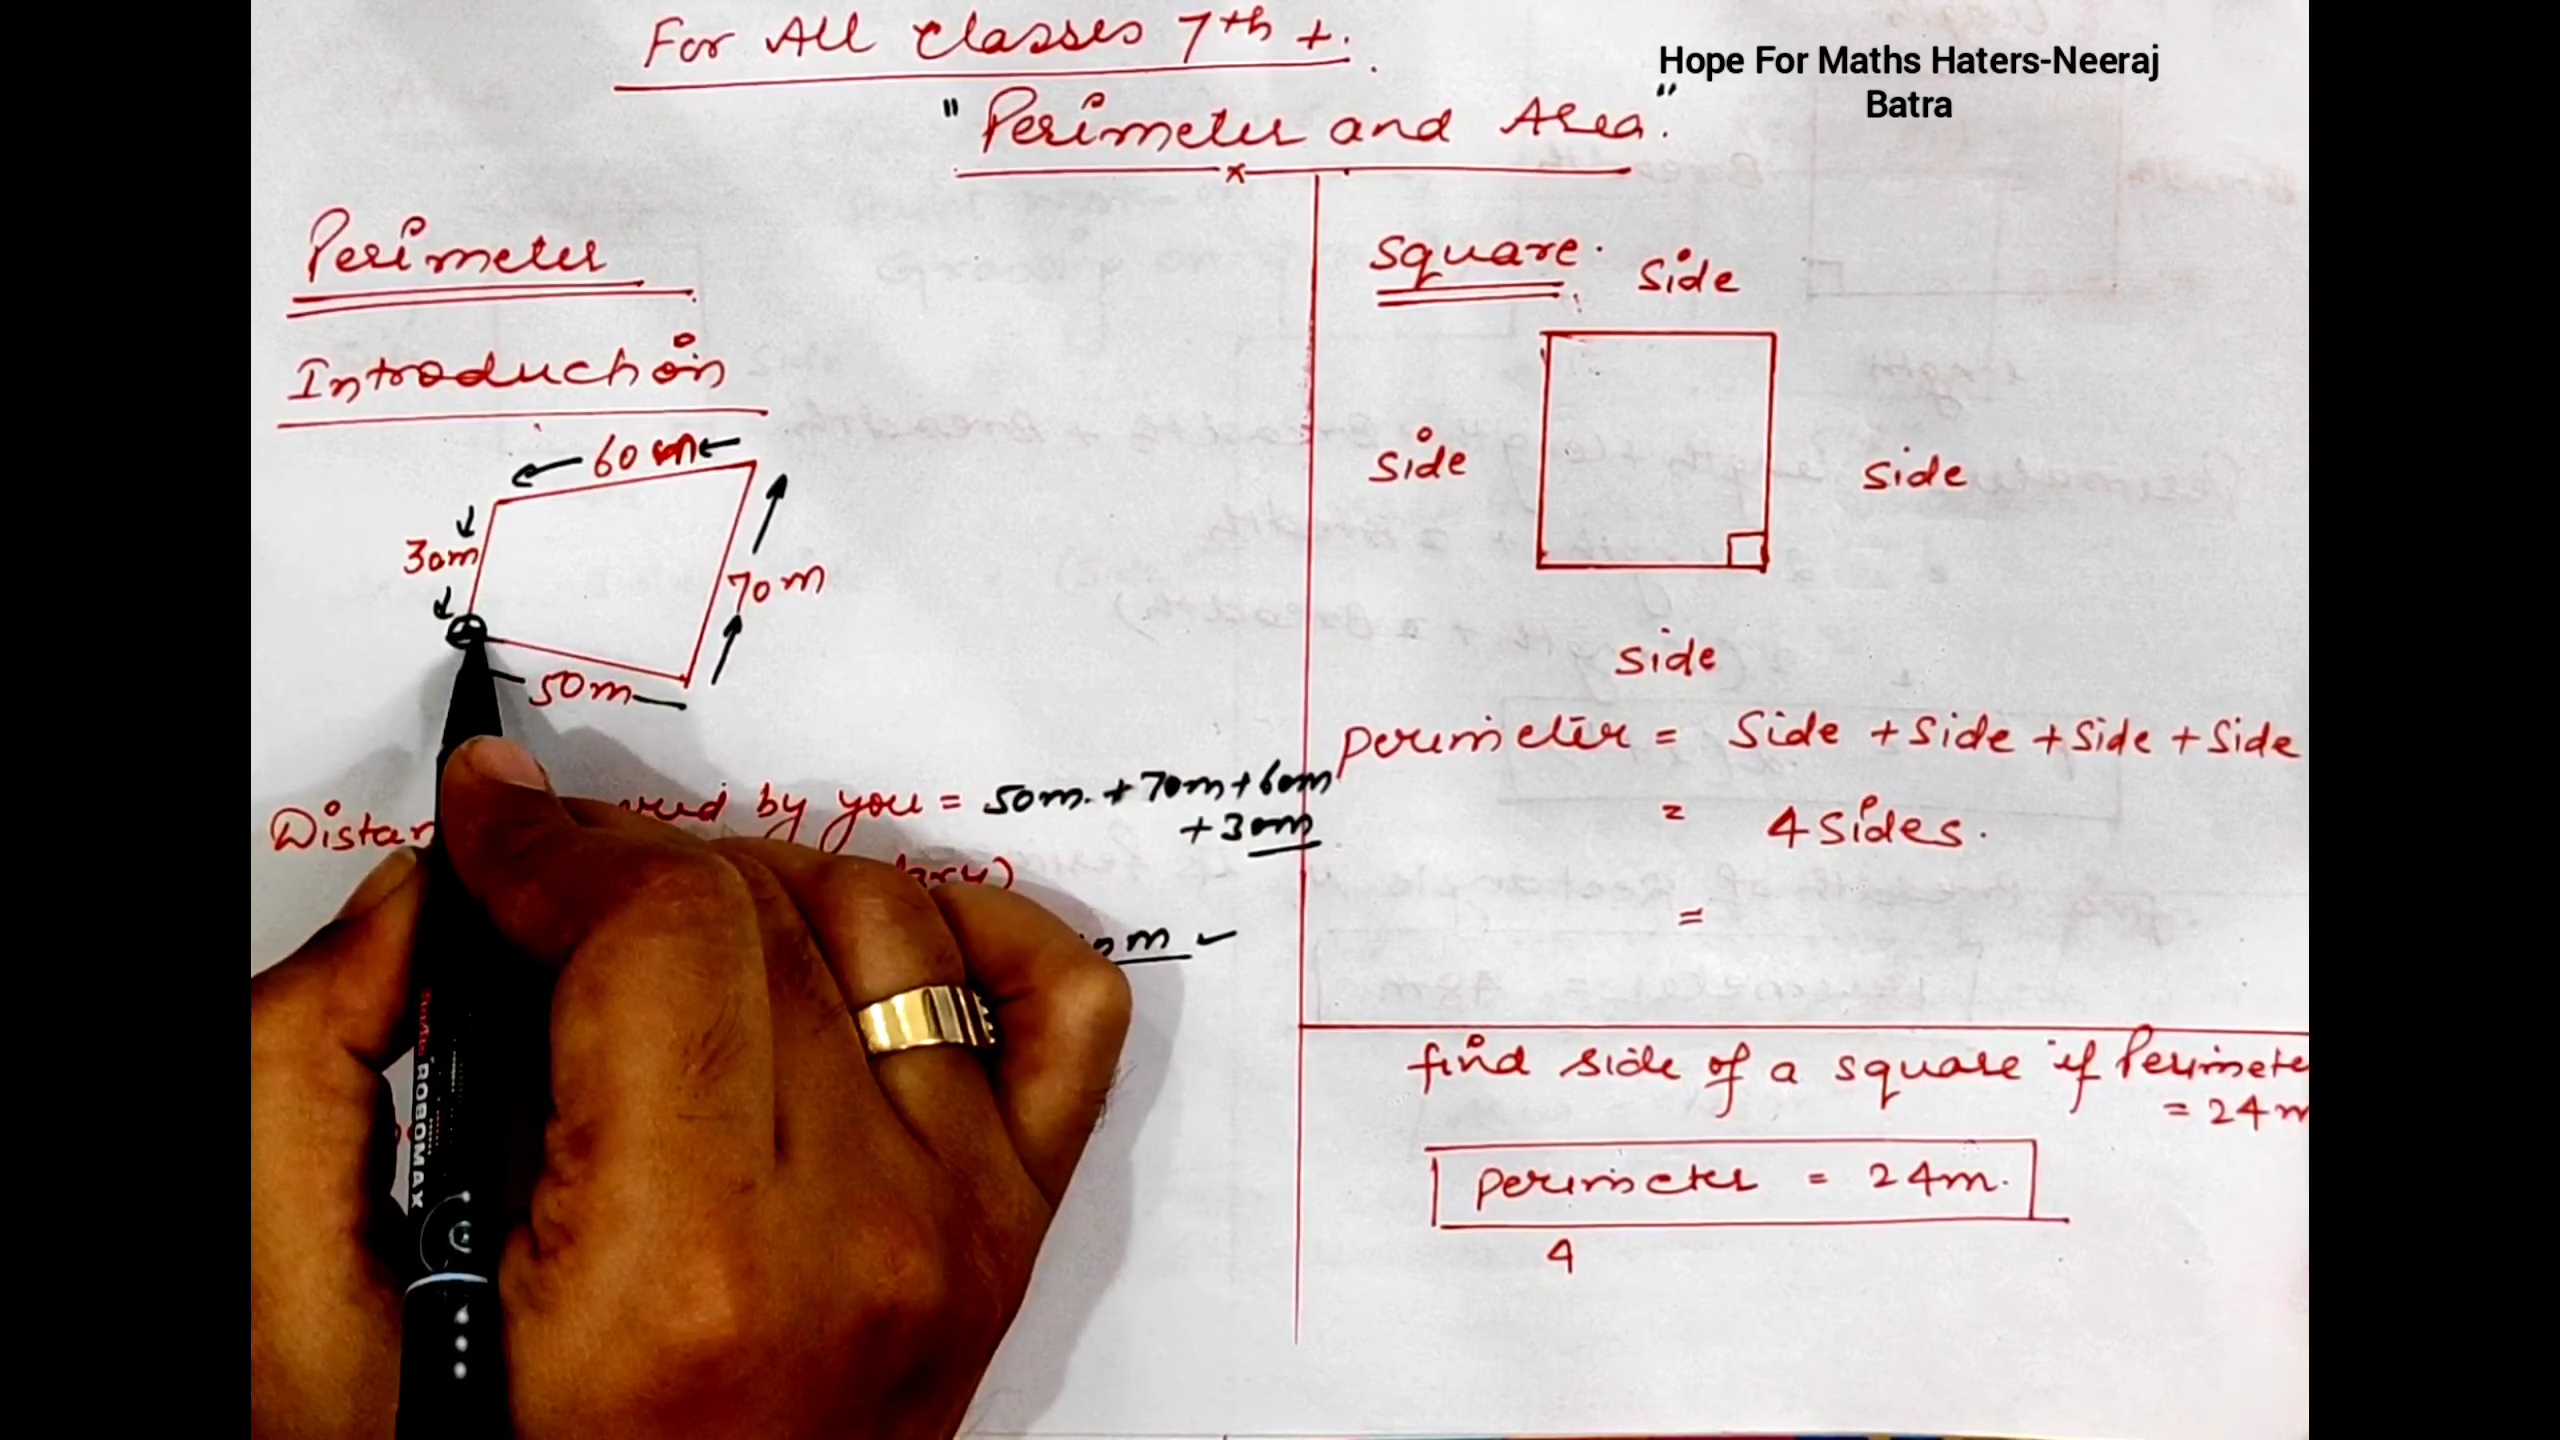 For All Classes 7th +.
Hope For Maths Haters-Neeraj
Batra
"Perimeter and Area."
Perimeter
Introduction
60 m
30m
70m
50m
by you = 50m + 70m + 60m
+ 30m
m
Square.
Side
Side
Side
Side
perimeter = Side + Side + Side + Side
= 4 Sides.
=
find side of a square if Perimete
= 24m
perimeter = 24m.
4
ROBOMAX